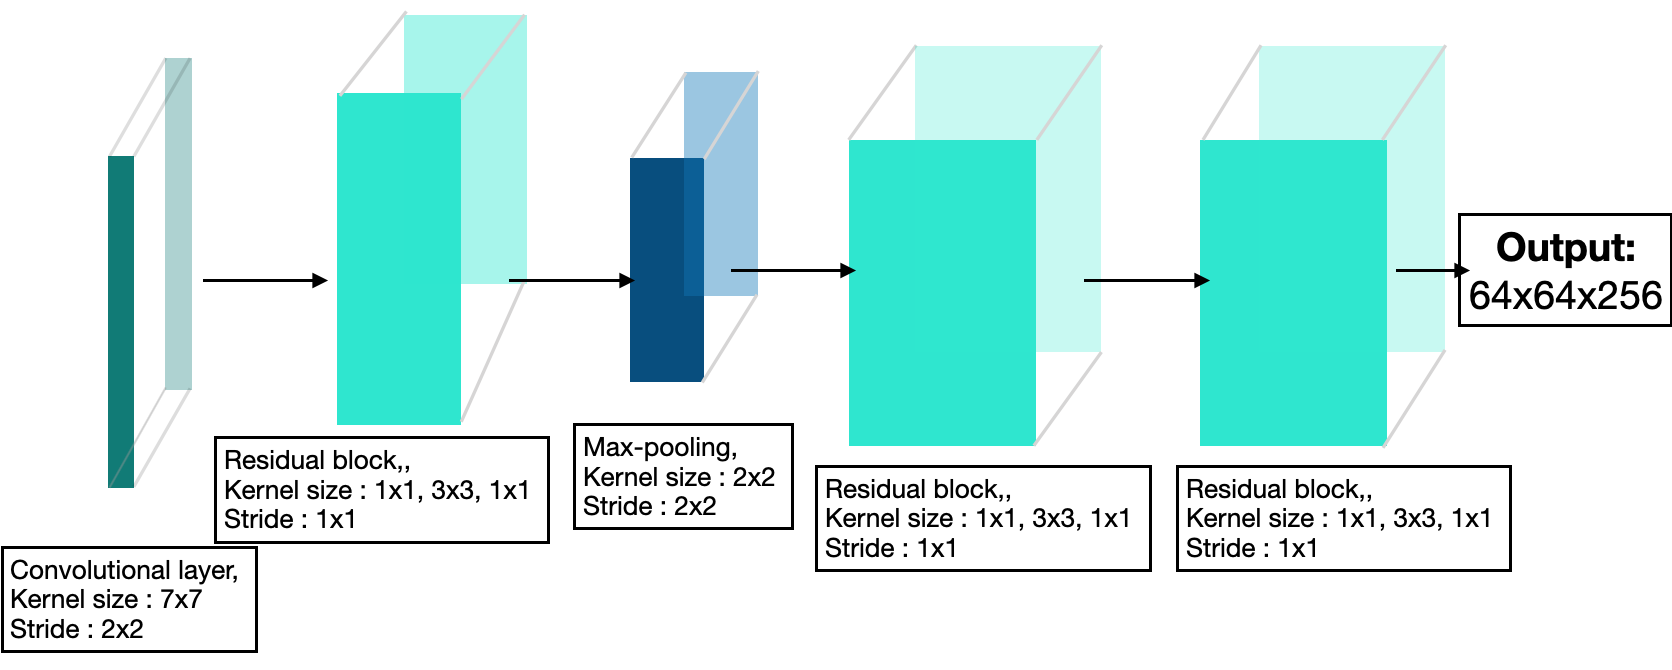 Convolutional layer,
Kernel size : 7x7
Stride : 2x2
Residual block,,
Kernel size : 1x1, 3x3, 1x1
Stride : 1x1
Max-pooling,
Kernel size : 2x2
Stride : 2x2
Residual block,,
Kernel size : 1x1, 3x3, 1x1
Stride : 1x1
Residual block,,
Kernel size : 1x1, 3x3, 1x1
Stride : 1x1
Output:
64x64x256